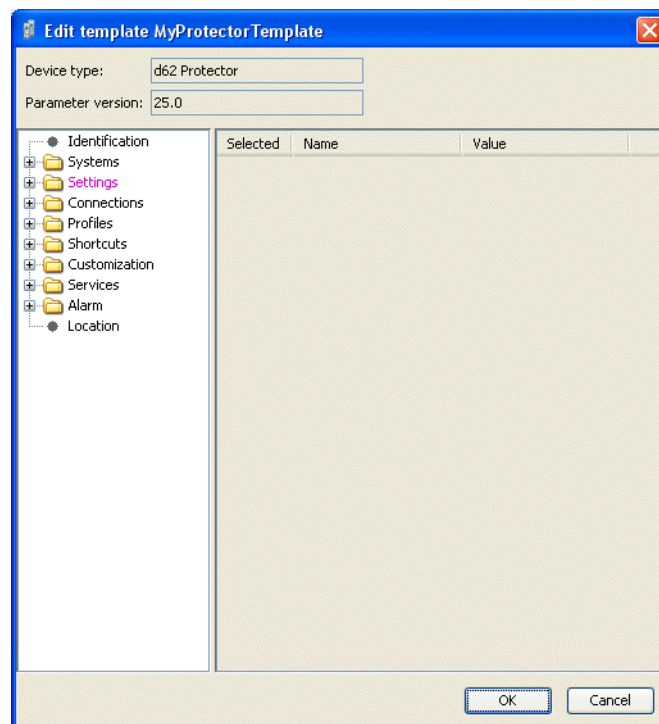 Edit template MyProtectorTemplate
Device type: d62 Protector
Parameter version: 25.0
Selected Name Value
Identification
Systems
Settings
Connections
Profiles
Shortcuts
Customization
Services
Alarm
Location
OK Cancel